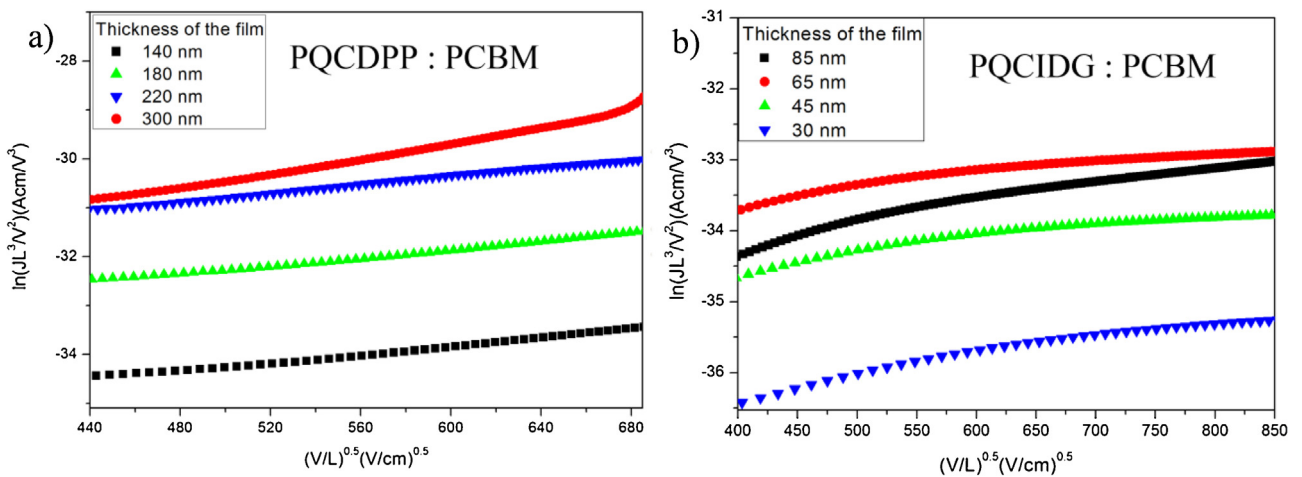 a)
Thickness of the film
140 nm
180 nm
220 nm
300 nm
PQCDPP : PCBM
-28
-30
-32
-34
ln(JL³/V²)(Acm/V³)
440 480 520 560 600 640 680
(V/L)⁰·⁵(V/cm)⁰·⁵
b)
Thickness of the film
85 nm
65 nm
45 nm
30 nm
PQCIDG : PCBM
-31
-32
-33
-34
-35
-36
ln(JL³/V²)(Acm/V³)
400 450 500 550 600 650 700 750 800 850
(V/L)⁰·⁵(V/cm)⁰·⁵